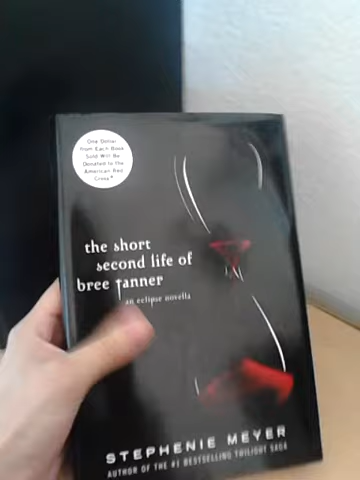 One Dollar
from Each Book
Sold Will Be
Donated to the
American Red
Cross*
the short
second life of
bree tanner
an eclipse novella
STEPHENIE MEYER
AUTHOR OF THE #1 BESTSELLING TWILIGHT SAGA